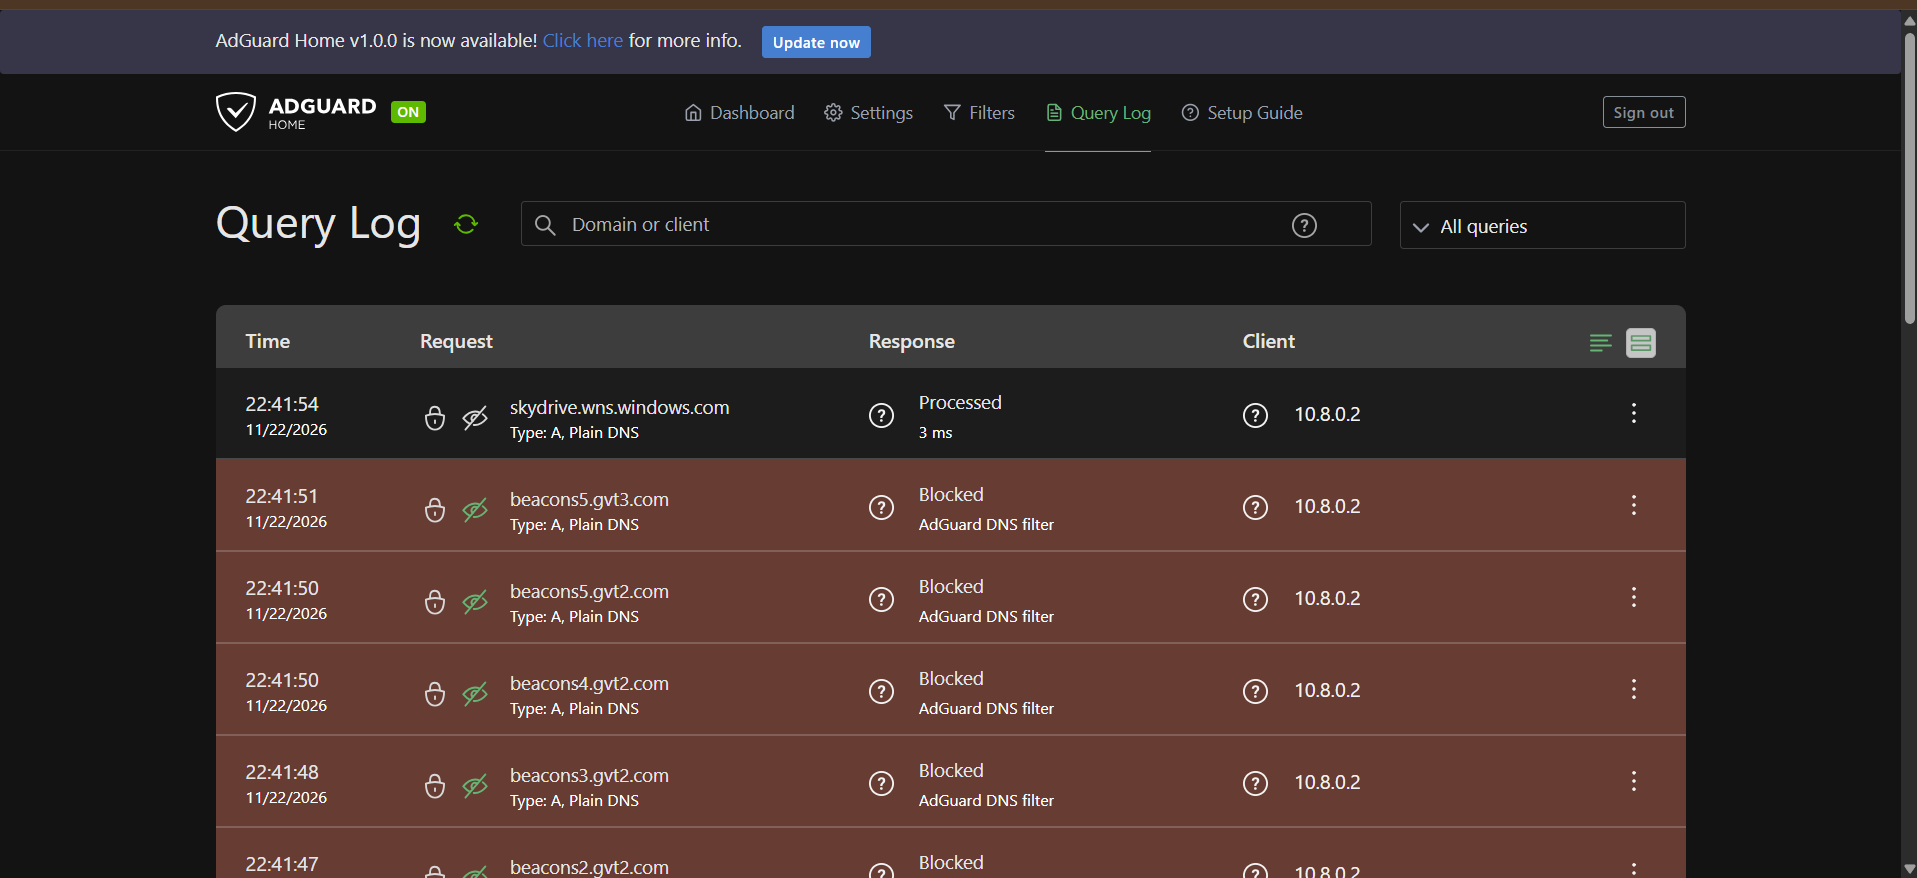 AdGuard Home v1.0.0 is now available! Click here for more info. Update now
ADGUARD HOME ON
Dashboard Settings Filters Query Log Setup Guide Sign out
Query Log Domain or client ? All queries
Time Request Response Client
22:41:54 skydrive.wns.windows.com Processed 10.8.0.2
11/22/2026 Type: A, Plain DNS 3 ms
22:41:51 beacons5.gvt3.com Blocked 10.8.0.2
11/22/2026 Type: A, Plain DNS AdGuard DNS filter
22:41:50 beacons5.gvt2.com Blocked 10.8.0.2
11/22/2026 Type: A, Plain DNS AdGuard DNS filter
22:41:50 beacons4.gvt2.com Blocked 10.8.0.2
11/22/2026 Type: A, Plain DNS AdGuard DNS filter
22:41:48 beacons3.gvt2.com Blocked 10.8.0.2
11/22/2026 Type: A, Plain DNS AdGuard DNS filter
22:41:47 beacons2.gvt2.com Blocked 10.8.0.2